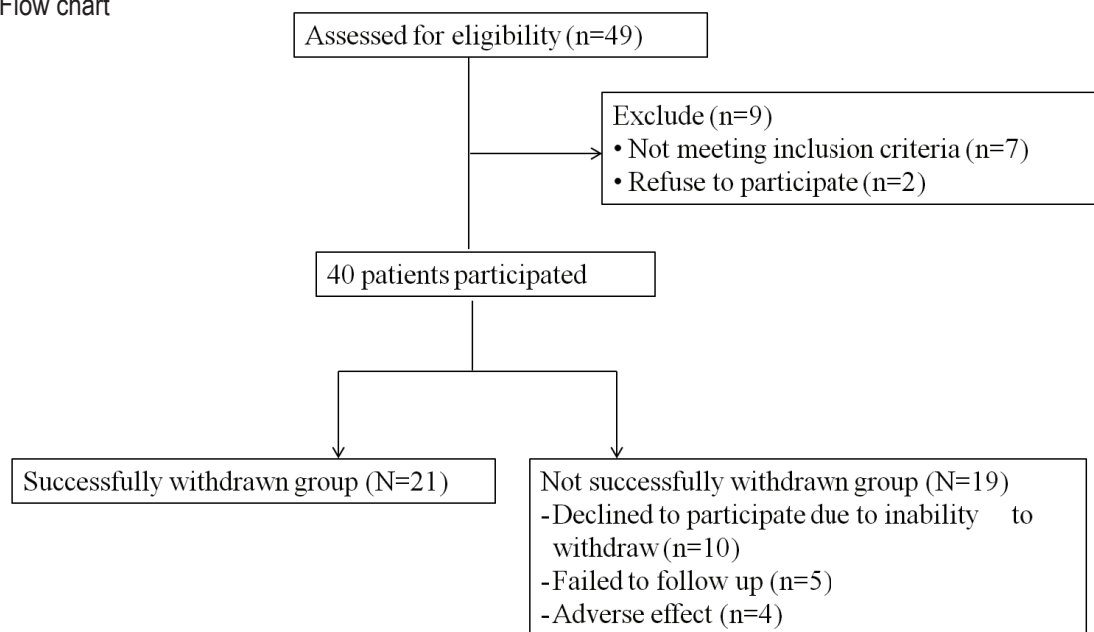 Flow chart
Assessed for eligibility (n=49)
Exclude (n=9)
• Not meeting inclusion criteria (n=7)
• Refuse to participate (n=2)
40 patients participated
Successfully withdrawn group (N=21)
Not successfully withdrawn group (N=19)
-Declined to participate due to inability to
withdraw (n=10)
-Failed to follow up (n=5)
-Adverse effect (n=4)